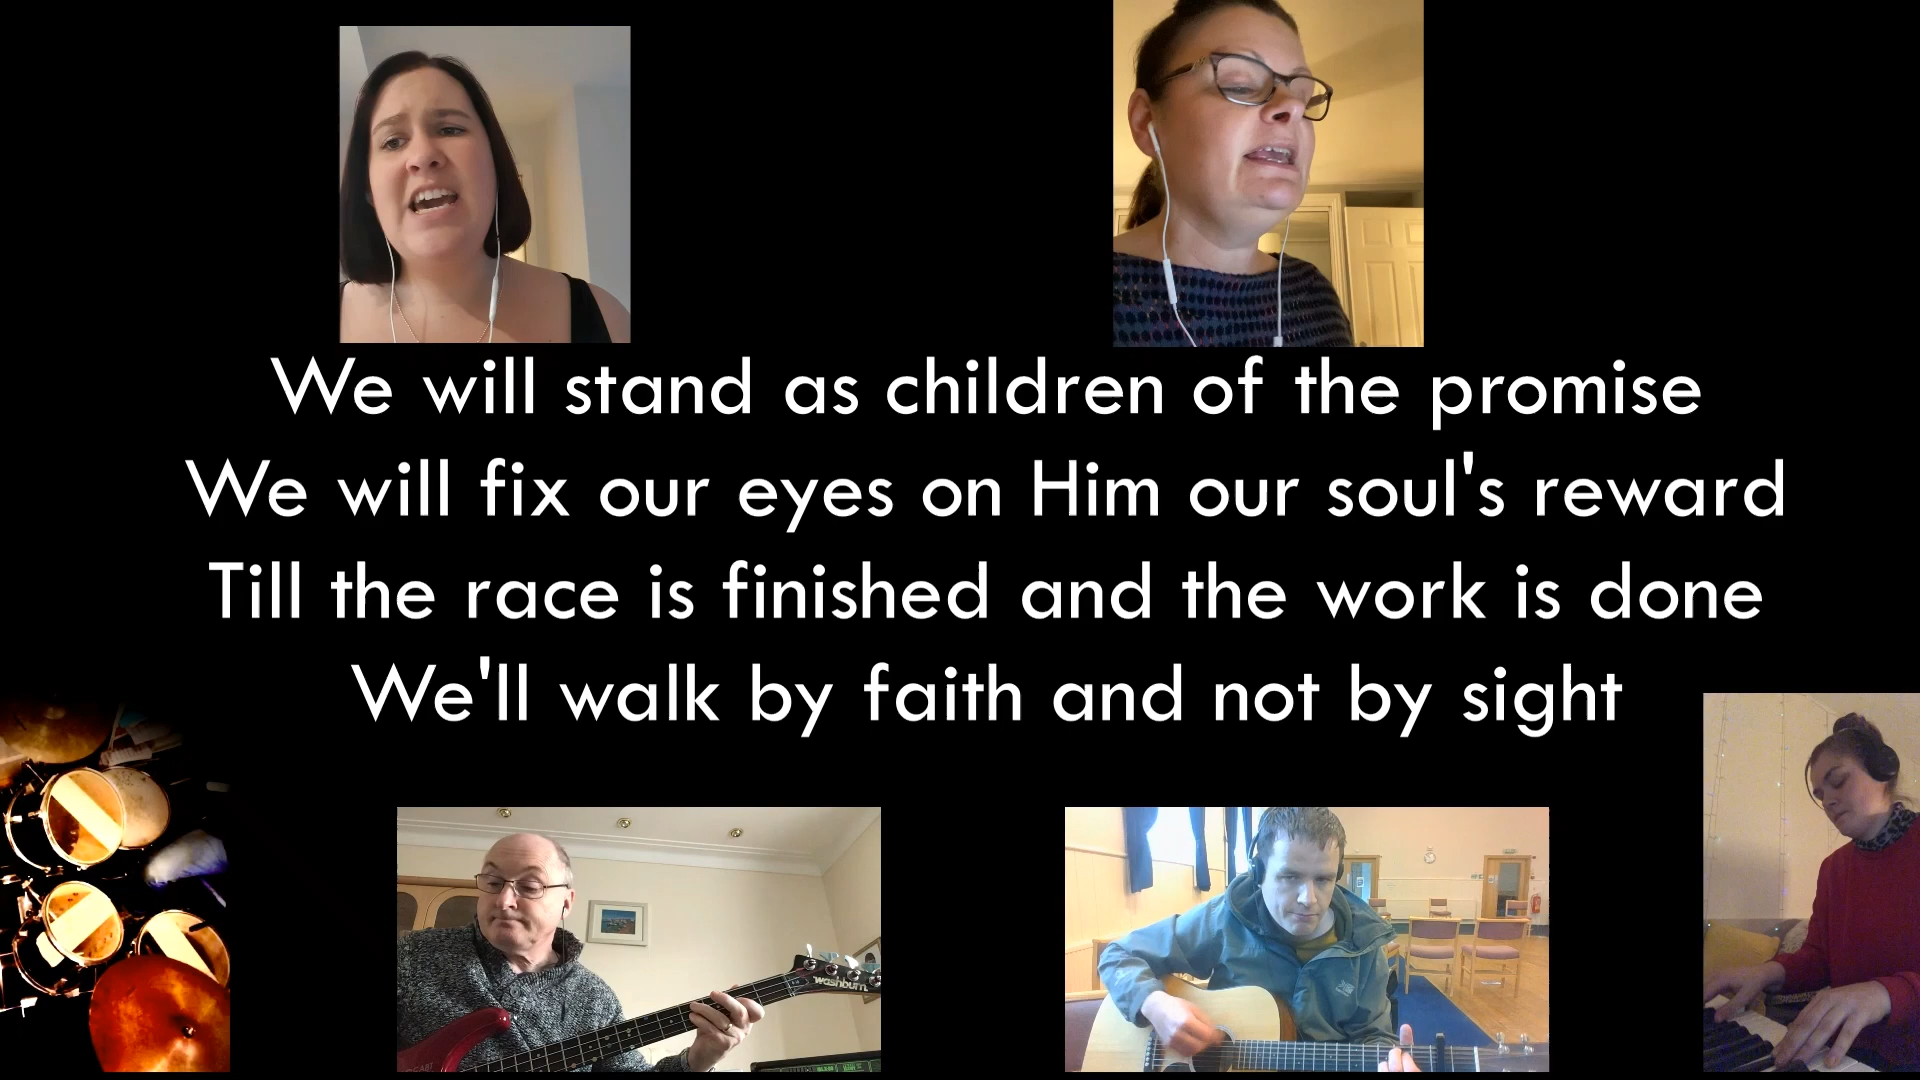 We will stand as children of the promise
We will fix our eyes on Him our soul's reward
Till the race is finished and the work is done
We'll walk by faith and not by sight
washburn